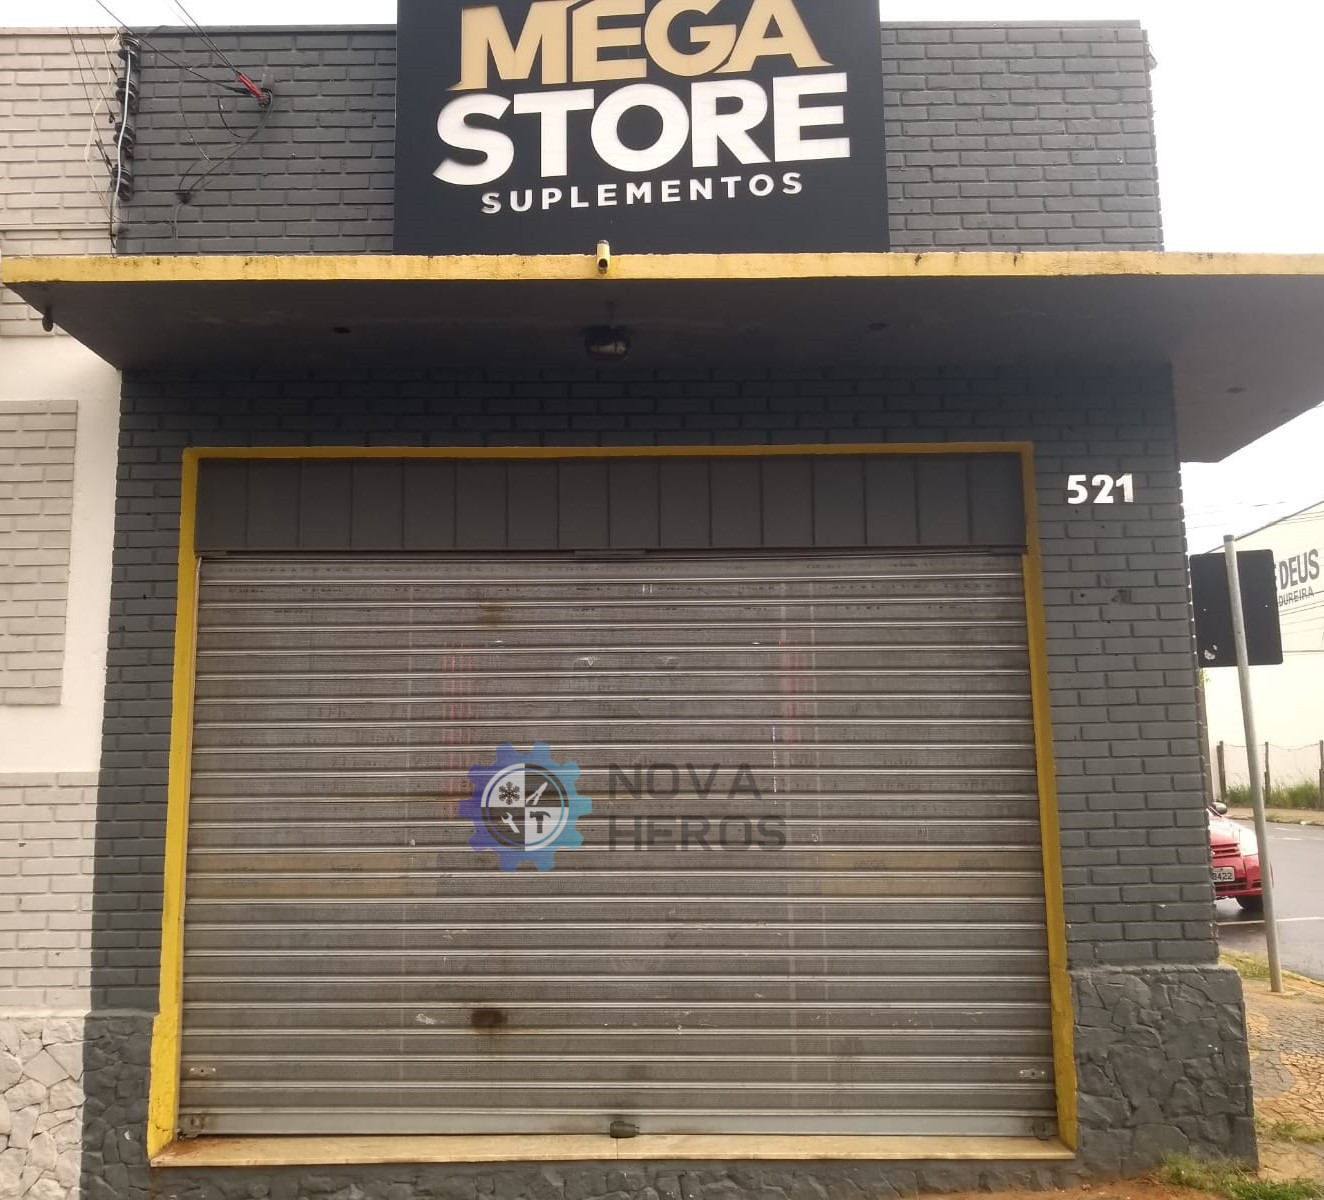 MEGA
STORE
SUPLEMENTOS
521
DEUS
NOVA
HEROS